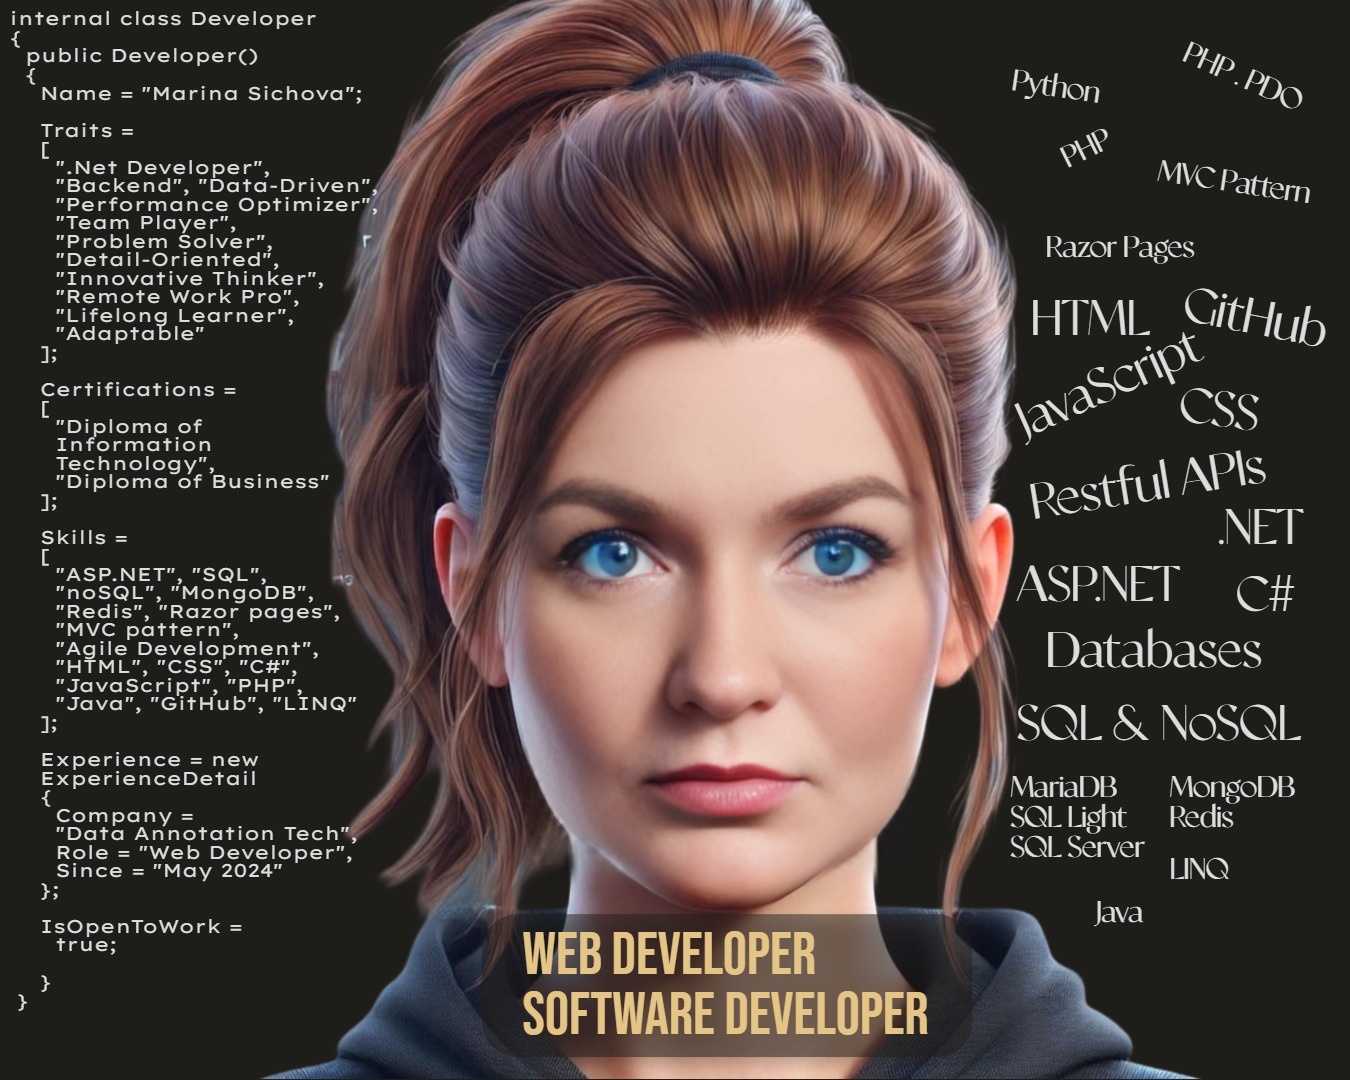 internal class Developer
{
public Developer()
{
Name = "Marina Sichova";
Traits =
[
".Net Developer",
"Backend", "Data-Driven",
"Performance Optimizer",
"Team Player",
"Problem Solver",
"Detail-Oriented",
"Innovative Thinker",
"Remote Work Pro",
"Lifelong Learner",
"Adaptable"
];
Certifications =
[
"Diploma of
Information
Technology",
"Diploma of Business"
];
Skills =
[
"ASP.NET", "SQL",
"noSQL", "MongoDB",
"Redis", "Razor pages",
"MVC pattern",
"Agile Development",
"HTML", "CSS", "C#",
"JavaScript", "PHP",
"Java", "GitHub", "LINQ"
];
Experience = new
ExperienceDetail
{
Company =
"Data Annotation Tech",
Role = "Web Developer",
Since = "May 2024"
};
IsOpenToWork =
true;
}
}
Python
PHP . PDO
PHP
MVC Pattern
Razor Pages
HTML
GitHub
JavaScript
CSS
Restful APIs
.NET
ASP.NET
C#
Databases
SQL & NoSQL
MariaDB
SQL Light
SQL Server
MongoDB
Redis
LINQ
Java
WEB DEVELOPER
SOFTWARE DEVELOPER